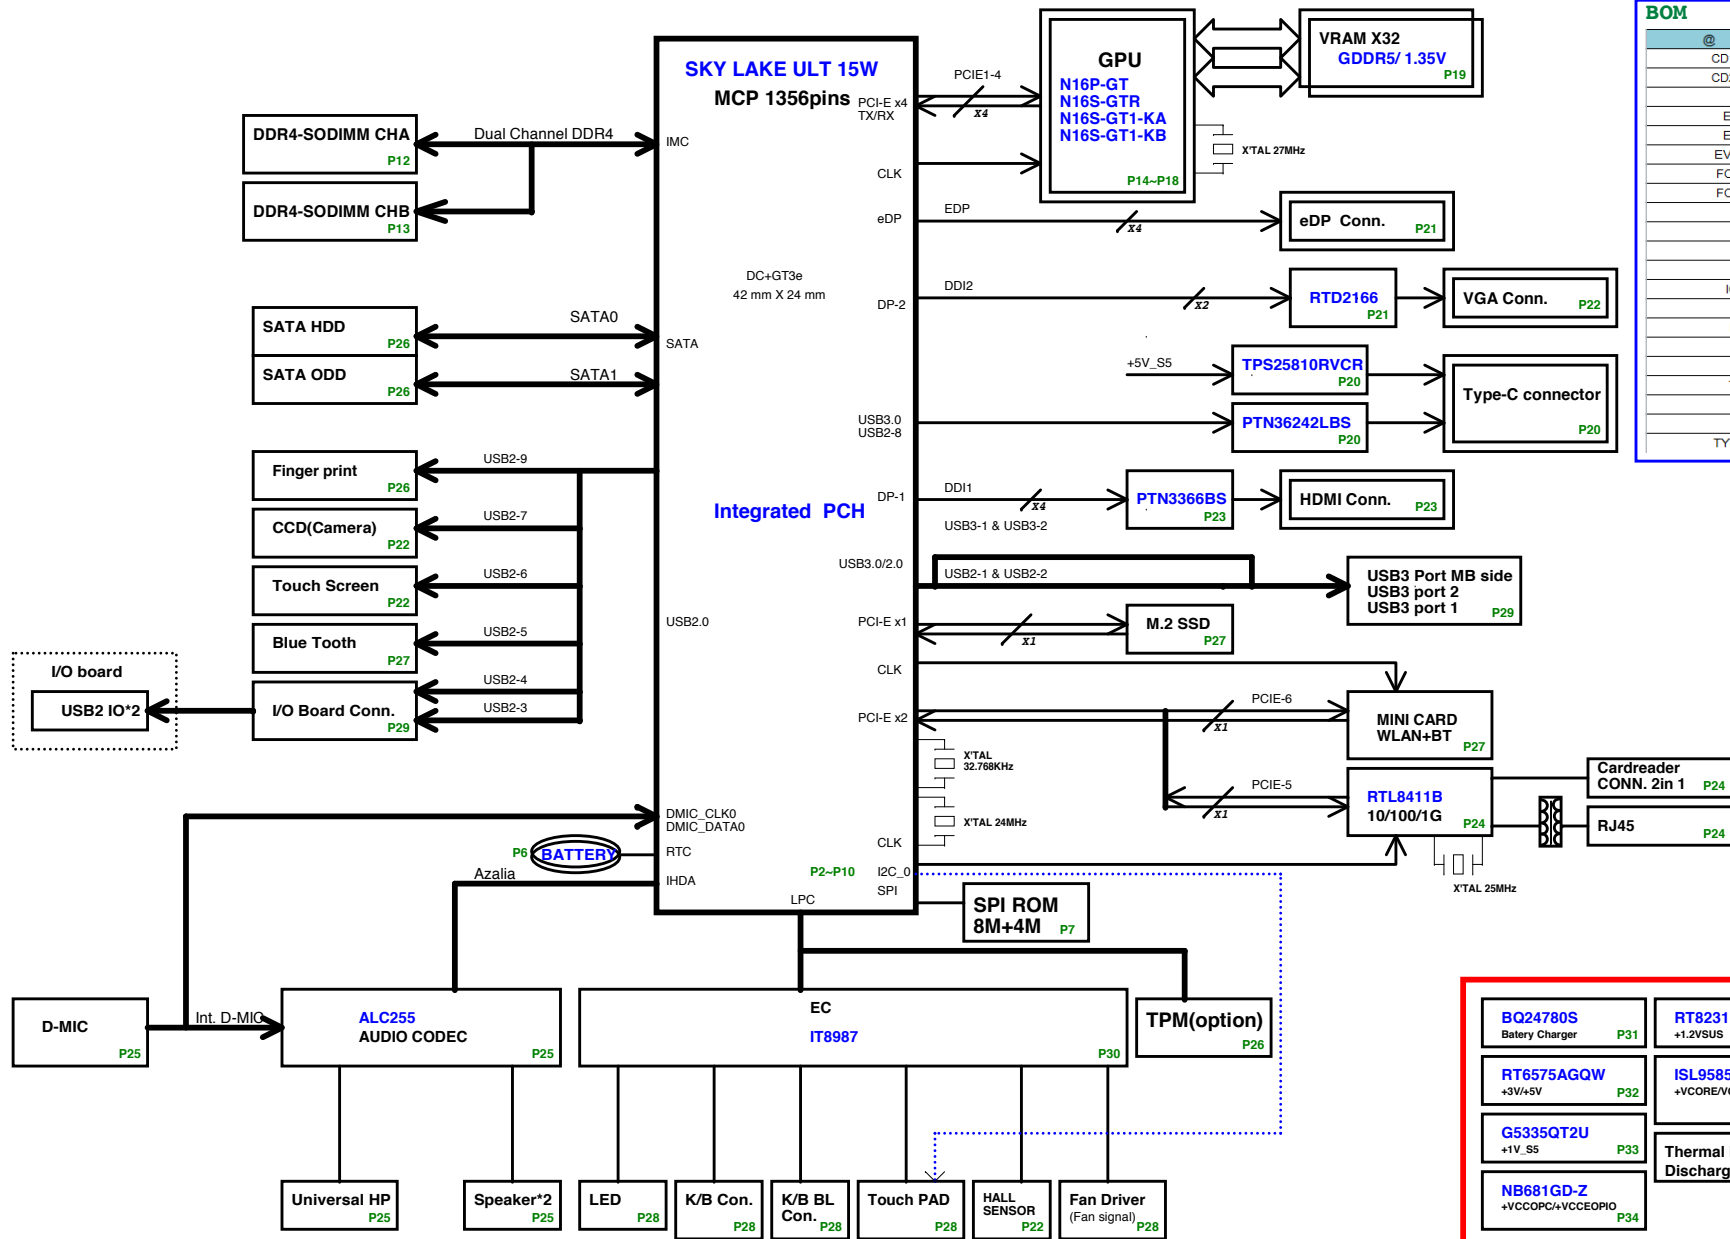 BOM
@
CD
CD
E
E
EV
FC
FC
I
TY
SKY LAKE ULT 15W
MCP 1356pins
DC+GT3e
42 mm X 24 mm
Integrated PCH
P2~P10
IMC
SATA
USB2.0
DMIC_CLK0
DMIC_DATA0
RTC
IHDA
LPC
PCI-E x4
TX/RX
CLK
eDP
DP-2
USB3.0
USB2-8
DP-1
USB3.0/2.0
PCI-E x1
CLK
PCI-E x2
CLK
I2C_0
SPI
DDR4-SODIMM CHA
P12
Dual Channel DDR4
DDR4-SODIMM CHB
P13
SATA HDD
P26
SATA0
SATA ODD
P26
SATA1
Finger print
P26
USB2-9
CCD(Camera)
P22
USB2-7
Touch Screen
P22
USB2-6
Blue Tooth
P27
USB2-5
I/O Board Conn.
P29
USB2-4
USB2-3
I/O board
USB2 IO*2
P6
BATTERY
Azalia
D-MIC
P25
Int. D-MIC
ALC255
AUDIO CODEC
P25
Universal HP
P25
Speaker*2
P25
EC
IT8987
P30
TPM(option)
P26
LED
P28
K/B Con.
P28
K/B BL
Con.
P28
Touch PAD
P28
HALL
SENSOR
P22
Fan Driver
(Fan signal)
P28
PCIE1-4
X4
GPU
N16P-GT
N16S-GTR
N16S-GT1-KA
N16S-GT1-KB
P14~P18
VRAM X32
GDDR5/ 1.35V
P19
X'TAL 27MHz
EDP
X4
eDP Conn.
P21
DDI2
X2
RTD2166
P21
VGA Conn.
P22
+5V_S5
TPS25810RVCR
P20
PTN36242LBS
P20
Type-C connector
P20
DDI1
X4
PTN3366BS
P23
HDMI Conn.
P23
USB3-1 & USB3-2
USB2-1 & USB2-2
USB3 Port MB side
USB3 port 2
USB3 port 1
P29
X1
M.2 SSD
P27
PCIE-6
X1
MINI CARD
WLAN+BT
P27
X'TAL
32.768KHz
X'TAL 24MHz
PCIE-5
X1
RTL8411B
10/100/1G
P24
Cardreader
CONN. 2in 1
P24
RJ45
P24
X'TAL 25MHz
SPI ROM
8M+4M
P7
BQ24780S
Batery Charger
P31
RT8231
+1.2VSUS
RT6575AGQW
+3V/+5V
P32
ISL9585
+VCORE/VC
G5335QT2U
+1V_S5
P33
Thermal
Discharg
NB681GD-Z
+VCCOPC/+VCCEOPIO
P34